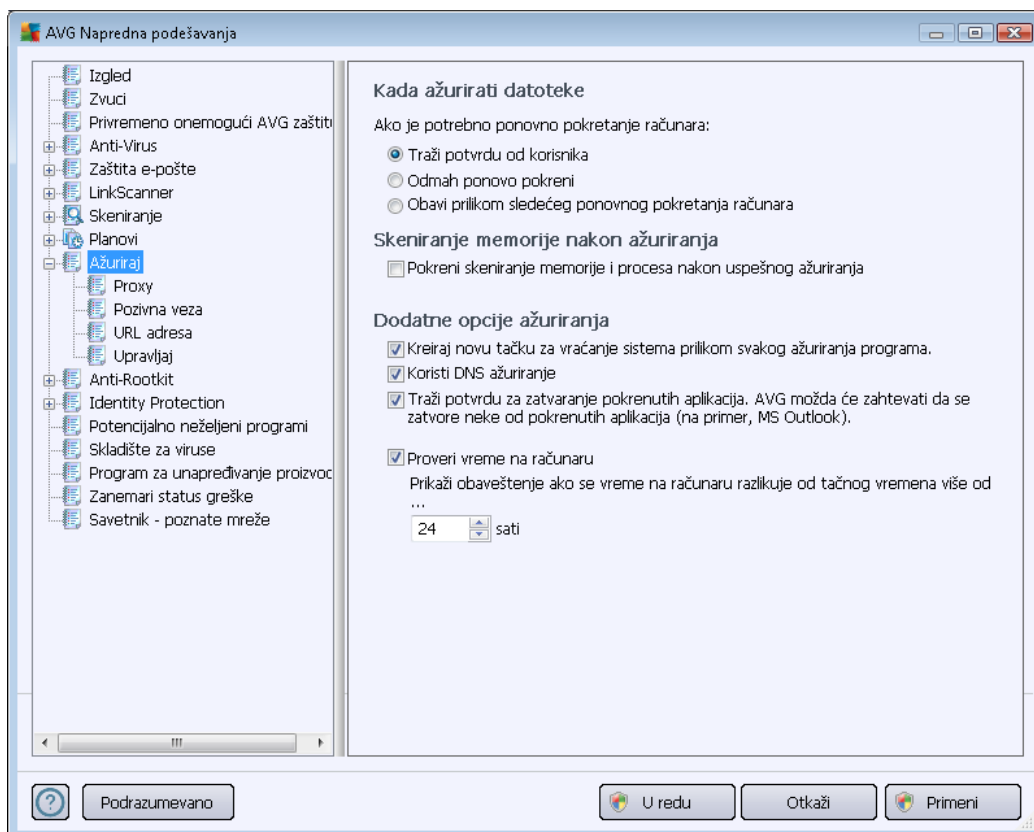 AVG Napredna podešavanja
Izgled
Zvuci
Privremeno onemogući AVG zaštitu
Anti-Virus
Zaštita e-pošte
LinkScanner
Skeniranje
Planovi
Ažuriraj
Proxy
Pozivna veza
URL adresa
Upravljaj
Anti-Rootkit
Identity Protection
Potencijalno neželjeni programi
Skladište za viruse
Program za unapređivanje proizvod
Zanemari status greške
Savetnik - poznate mreže
Kada ažurirati datoteke
Ako je potrebno ponovno pokretanje računara:
Traži potvrdu od korisnika
Odmah ponovo pokreni
Obavi prilikom sledećeg ponovnog pokretanja računara
Skeniranje memorije nakon ažuriranja
Pokreni skeniranje memorije i procesa nakon uspešnog ažuriranja
Dodatne opcije ažuriranja
Kreiraj novu tačku za vraćanje sistema prilikom svakog ažuriranja programa.
Koristi DNS ažuriranje
Traži potvrdu za zatvaranje pokrenutih aplikacija. AVG možda će zahtevati da se
zatvore neke od pokrenutih aplikacija (na primer, MS Outlook).
Proveri vreme na računaru
Prikaži obaveštenje ako se vreme na računaru razlikuje od tačnog vremena više od
...
24 sati
Podrazumevano
U redu
Otkaži
Primeni